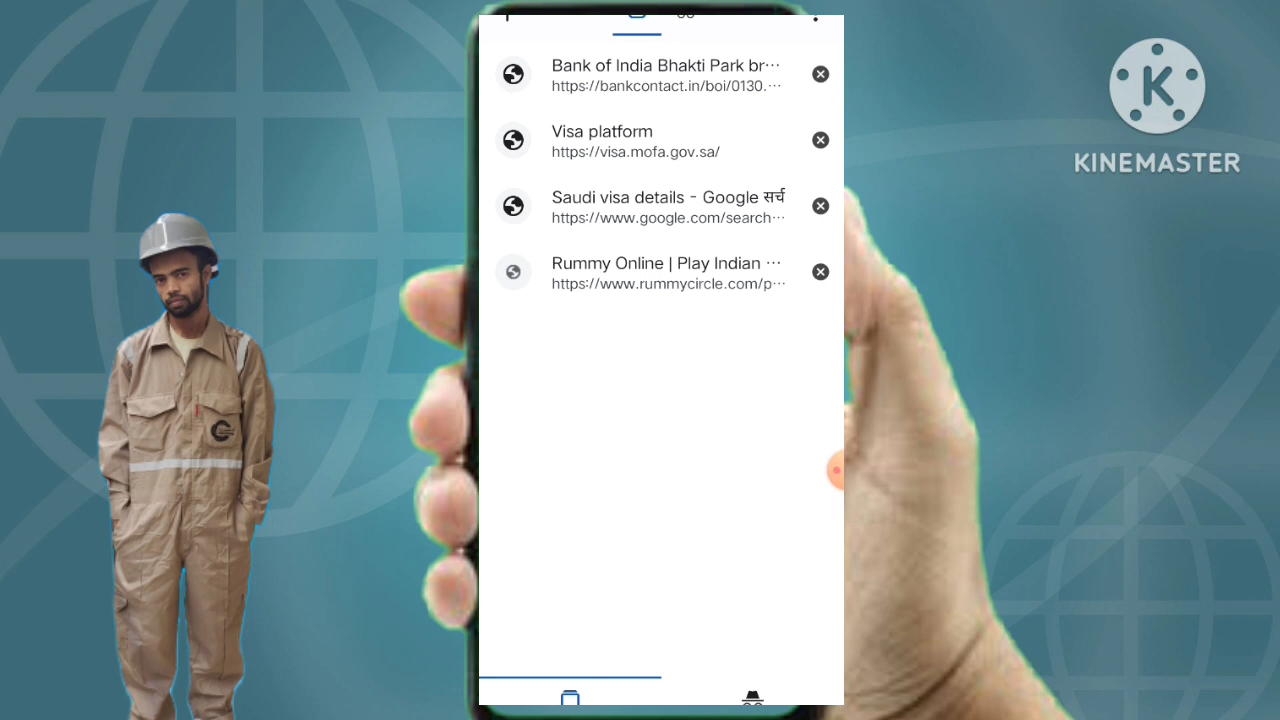 Bank of India Bhakti Park br...
https://bankcontact.in/boi/0130....
Visa platform
https://visa.mofa.gov.sa/
Saudi visa details - Google सर्च
https://www.google.com/search...
Rummy Online | Play Indian ...
https://www.rummycircle.com/p...
K
KINEMASTER